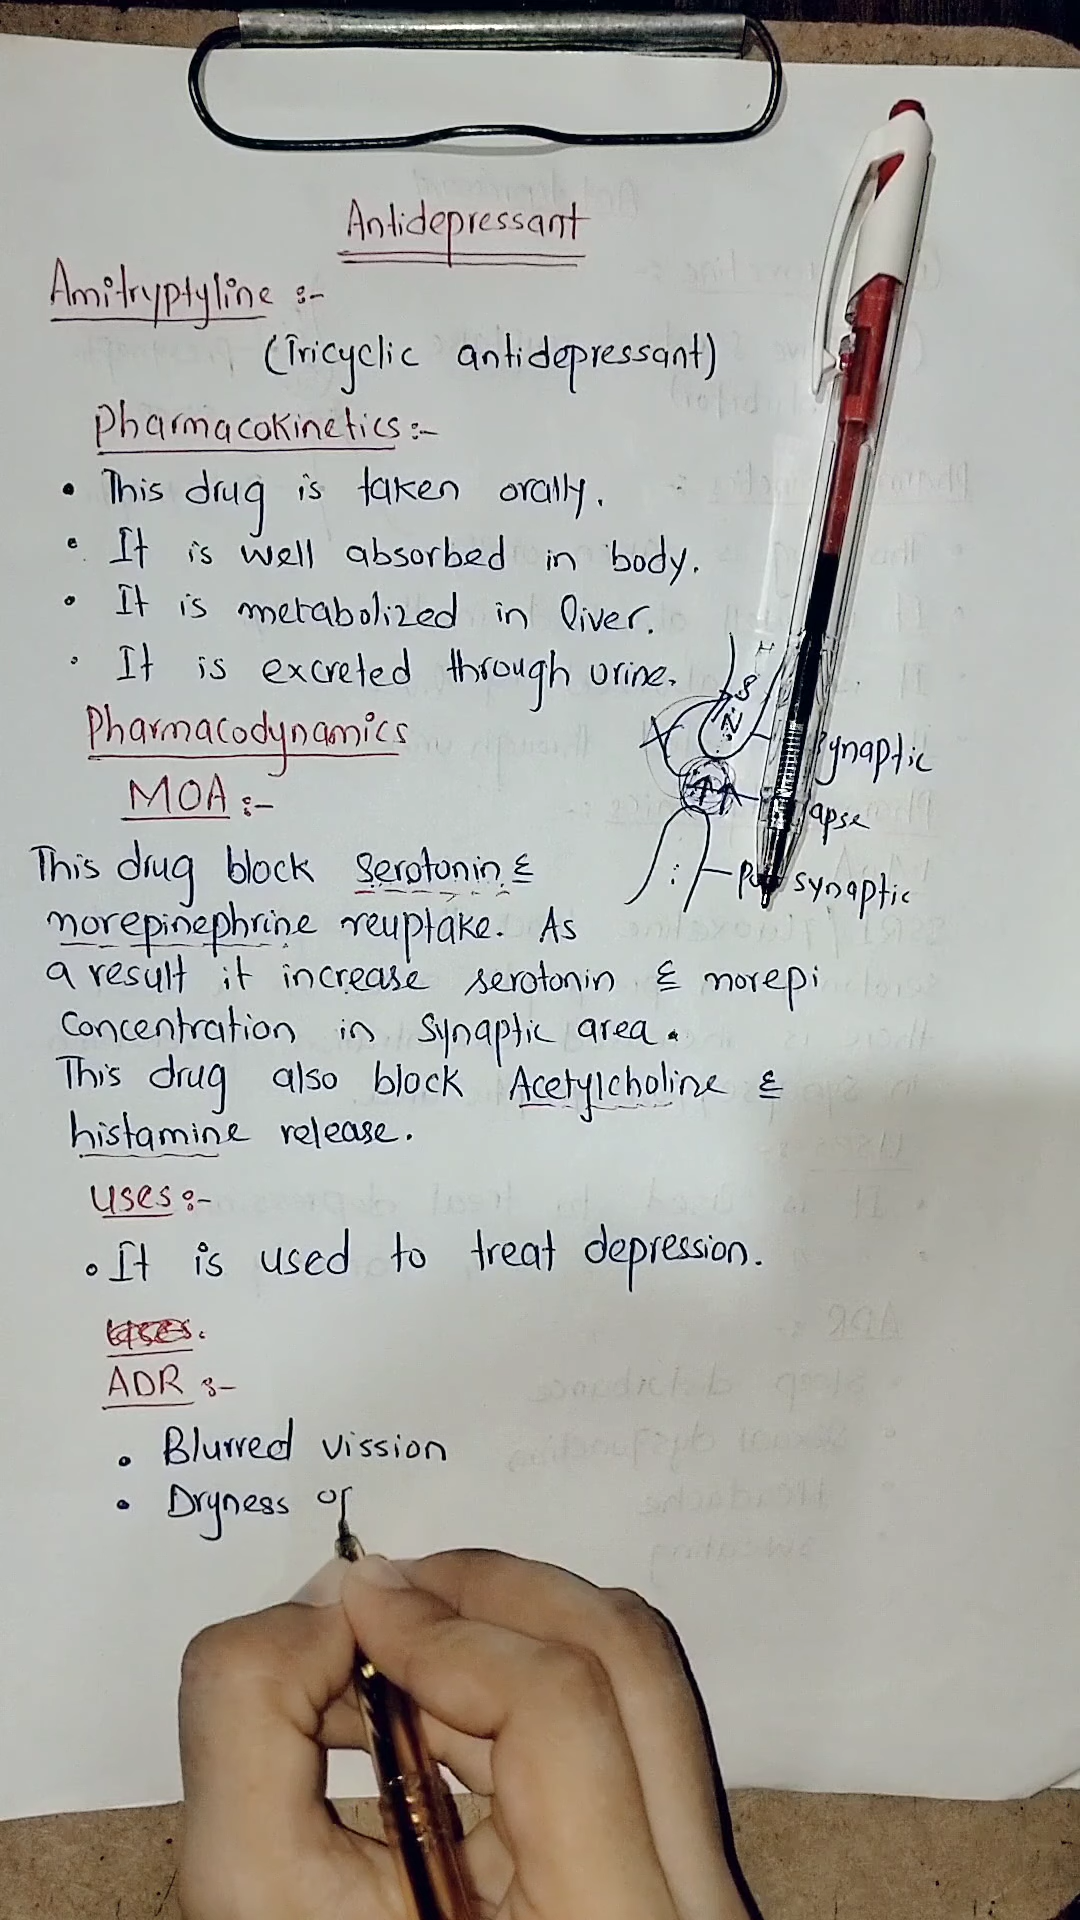 Antidepressant
Amitryptyline :-
(Tricyclic antidepressant)
Pharmacokinetics :-
• This drug is taken orally.
• It is well absorbed in body.
• It is metabolized in liver.
• It is excreted through urine.
Pharmacodynamics
MOA :-
S
N
synaptic
apse
synaptic
This drug block Serotonin &
norepinephrine reuptake. As
a result it increase serotonin & norepi
Concentration in Synaptic area.
This drug also block Acetylcholine &
histamine release.
Uses :-
• It is used to treat depression.
ADR :-
• Blurred vission
• Dryness of